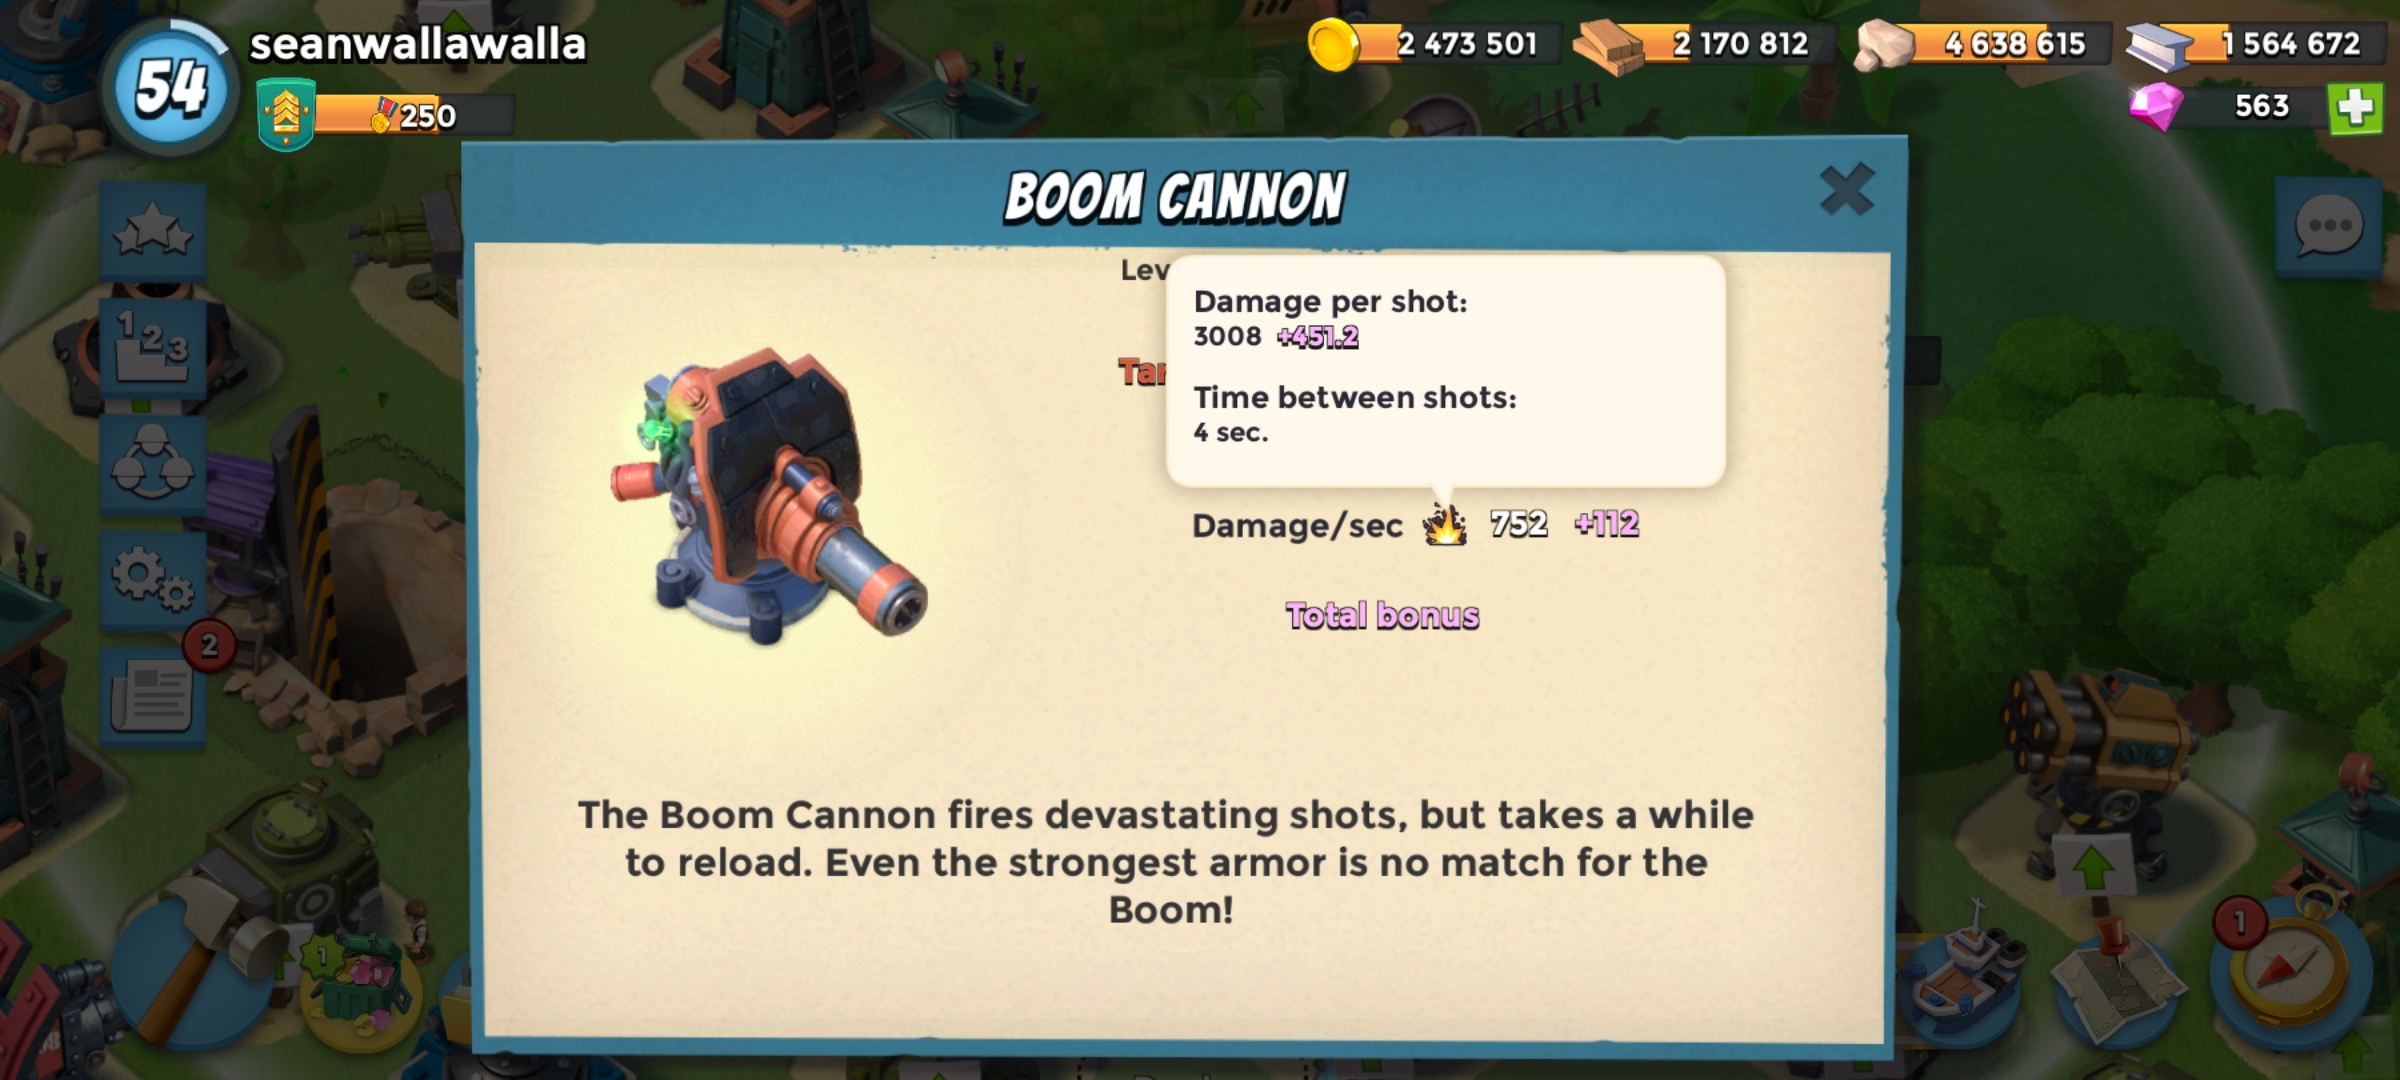 54
seanwallawalla
250
2 473 501
2 170 812
4 638 615
1 564 672
563
BOOM CANNON
Lev
Tar
Damage per shot:
3008 +451.2
Time between shots:
4 sec.
Damage/sec 752 +112
Total bonus
The Boom Cannon fires devastating shots, but takes a while
to reload. Even the strongest armor is no match for the
Boom!
1 2 3
2
1
1